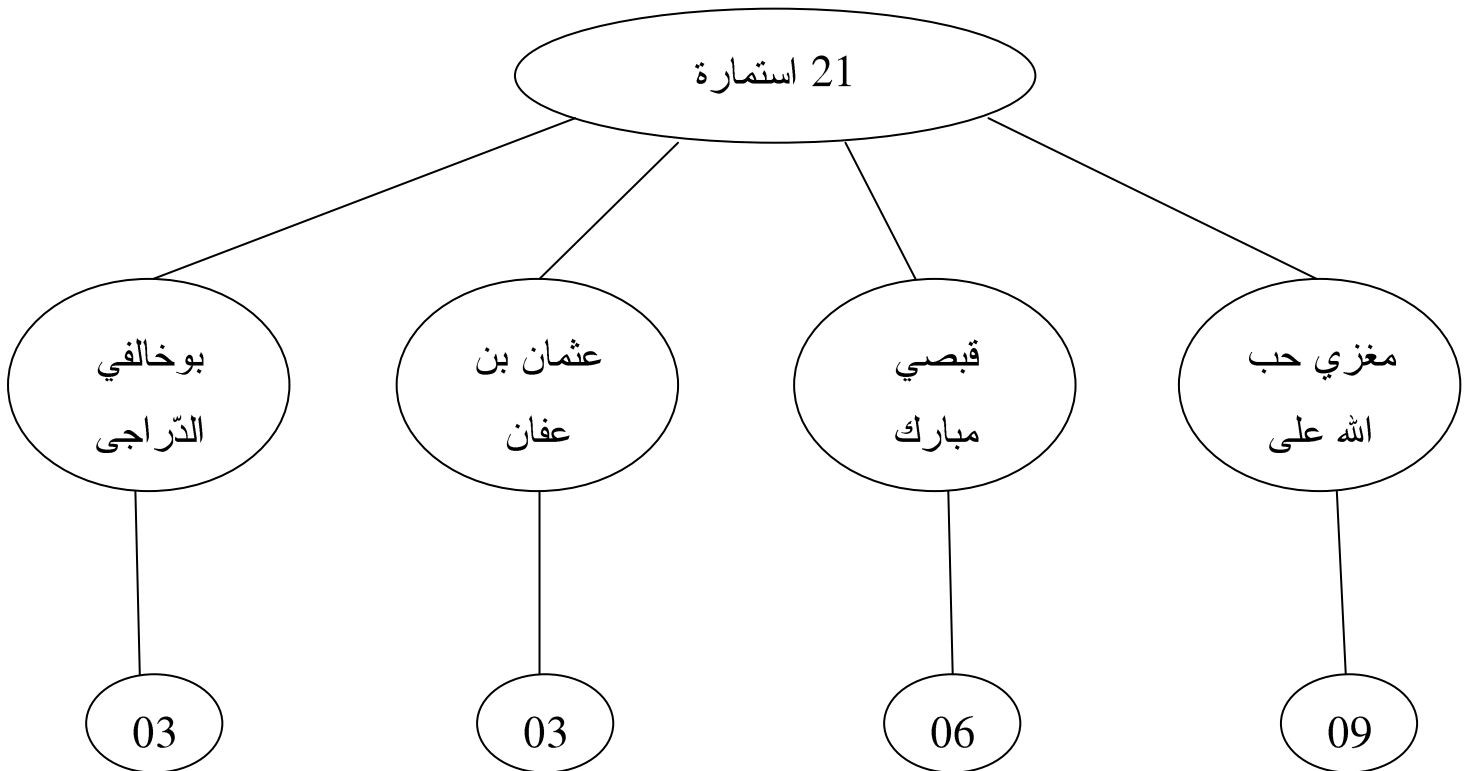 21 استمارة
مغزي حب
الله على
قبصي
مبارك
عثمان بن
عفان
بوخالفي
الدّراجى
09
06
03
03